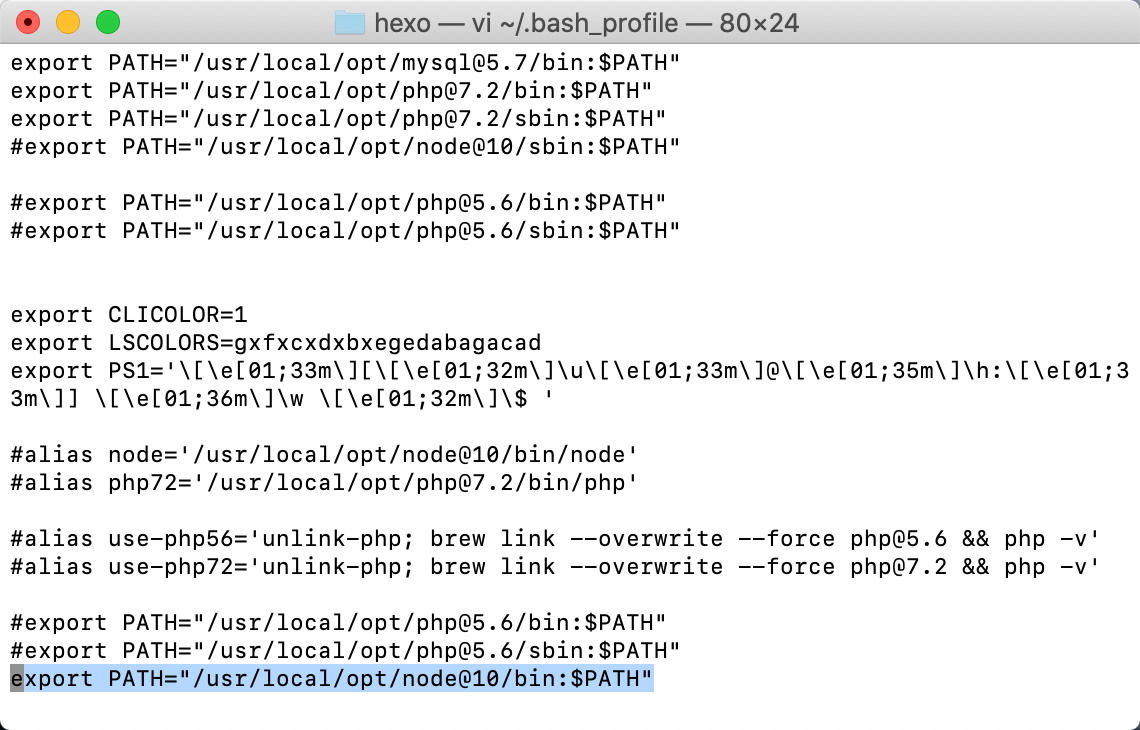 hexo — vi ~/.bash_profile — 80×24
export PATH="/usr/local/opt/mysql@5.7/bin:$PATH"
export PATH="/usr/local/opt/php@7.2/bin:$PATH"
export PATH="/usr/local/opt/php@7.2/sbin:$PATH"
#export PATH="/usr/local/opt/node@10/sbin:$PATH"
#export PATH="/usr/local/opt/php@5.6/bin:$PATH"
#export PATH="/usr/local/opt/php@5.6/sbin:$PATH"
export CLICOLOR=1
export LSCOLORS=gxfxcxdxbxegedabagacad
export PS1='\[\e[01;33m\][\[\e[01;32m\]\u\[\e[01;33m\]@\[\e[01;35m\]\h:\[\e[01;3
3m\]] \[\e[01;36m\]\w \[\e[01;32m\]\$ '
#alias node='/usr/local/opt/node@10/bin/node'
#alias php72='/usr/local/opt/php@7.2/bin/php'
#alias use-php56='unlink-php; brew link --overwrite --force php@5.6 && php -v'
#alias use-php72='unlink-php; brew link --overwrite --force php@7.2 && php -v'
#export PATH="/usr/local/opt/php@5.6/bin:$PATH"
#export PATH="/usr/local/opt/php@5.6/sbin:$PATH"
export PATH="/usr/local/opt/node@10/bin:$PATH"